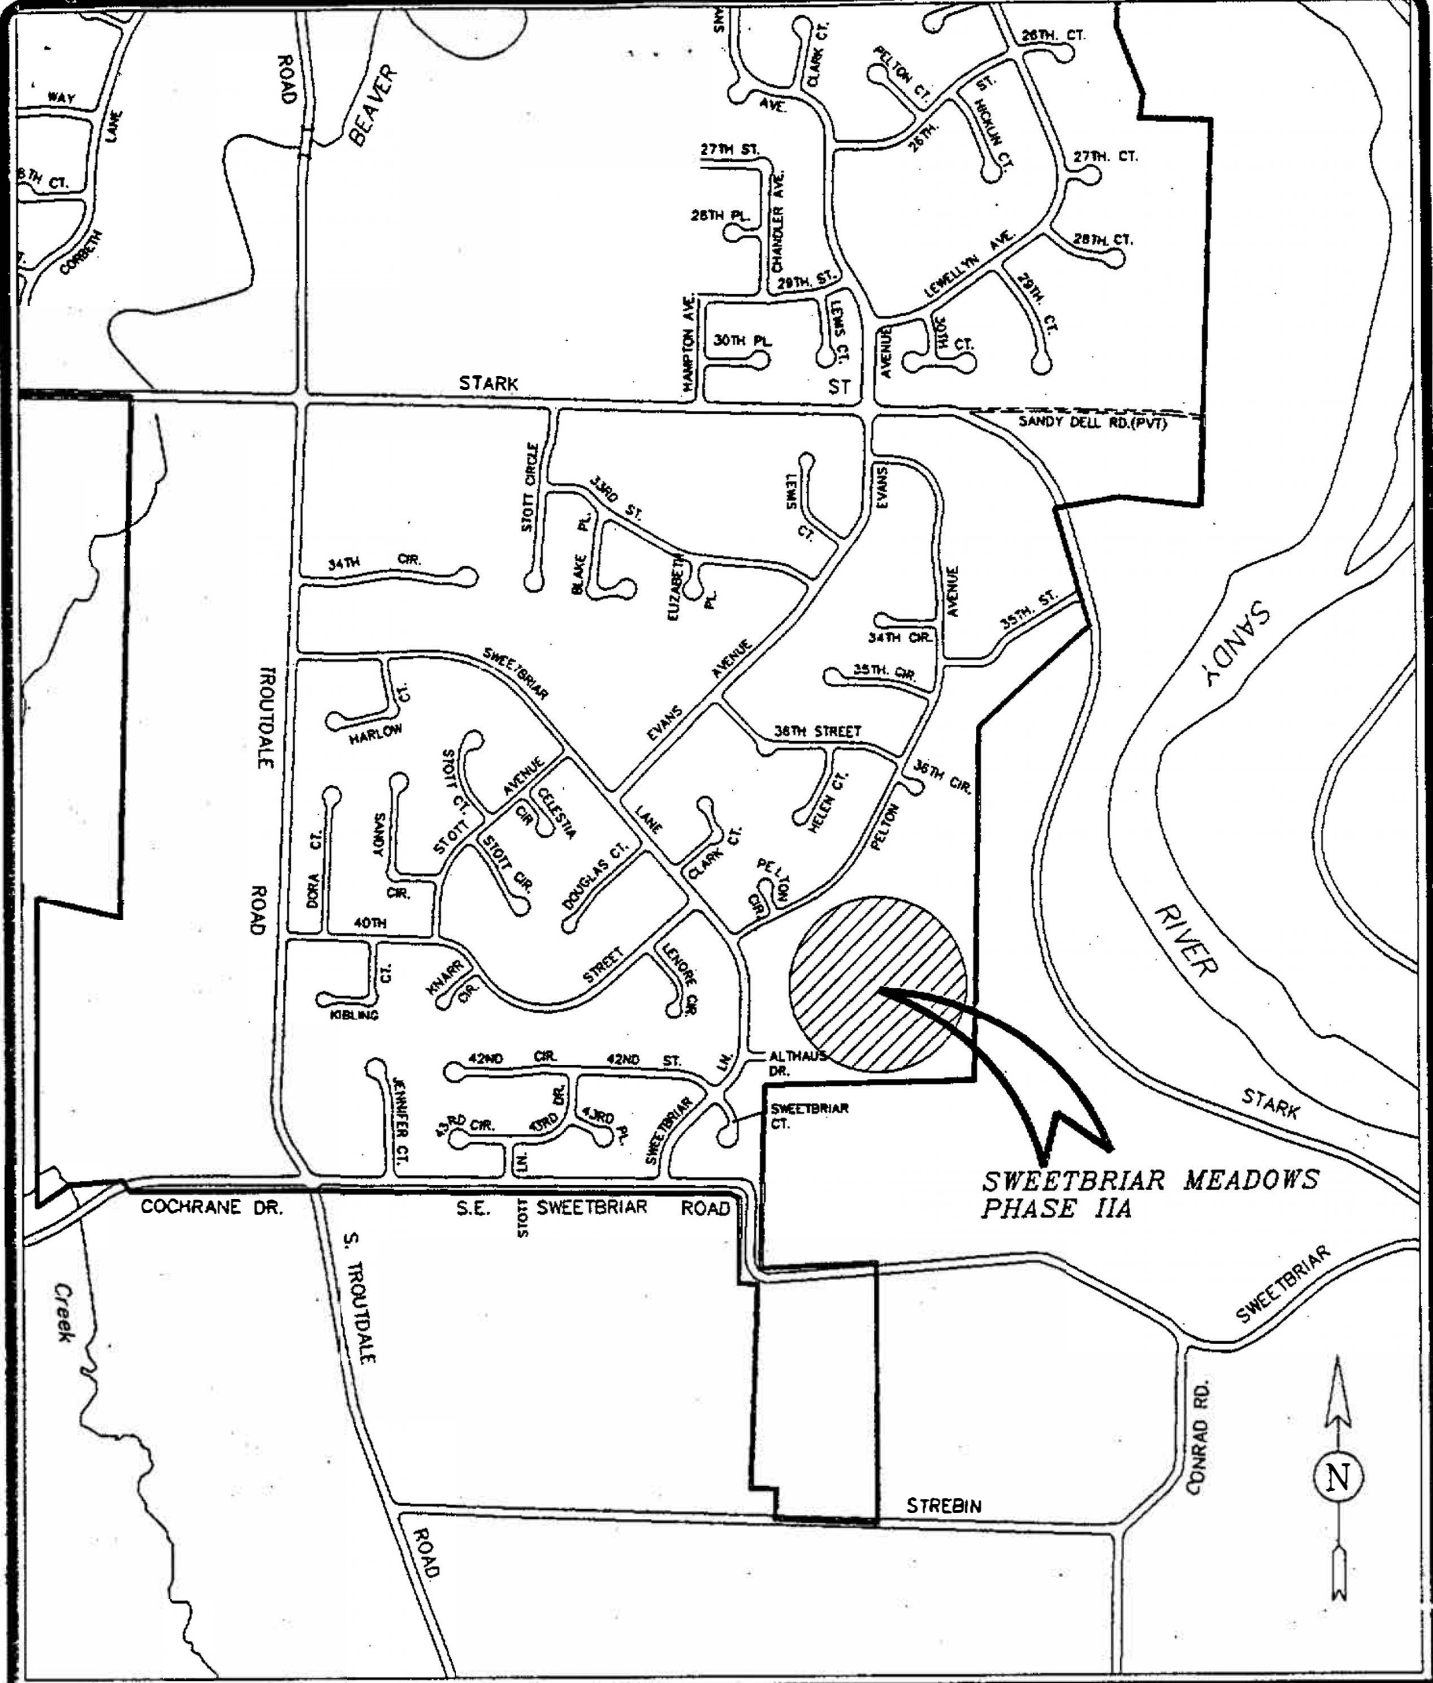 ANS
CLARK CT.
26TH. CT.
PELTON CT.
ROAD
BEAVER
AVE.
ST.
HICKLIN CT.
WAY
LANE
26TH.
27TH ST.
27TH. CT.
8TH CT.
CHANDLER AVE.
28TH PL.
28TH. CT.
CORBETH
LEWELLYN AVE.
29TH. ST.
29TH. CT.
HAMPTON AVE.
LEWIS CT.
30TH PL.
AVENUE
30TH
CT.
STARK
ST
SANDY DELL RD.(PVT)
STOTT CIRCLE
33RD ST.
LEWIS
CT.
EVANS
34TH CIR.
BLAKE PL.
ELIZABETH
PL.
AVENUE
35TH. ST.
34TH CIR.
SANDY
SWEETBRIAR
AVENUE
35TH. CIR.
TROUTDALE
CT.
HARLOW
EVANS
36TH STREET
STOTT CT.
AVENUE
36TH CIR.
CELESTIA
CIR
HELEN CT.
LANE
PELTON
SANDY
STOTT
DORA CT.
STOTT CIR.
DOUGLAS CT.
CLARK CT.
PELTON
CIR.
CIR.
ROAD
40TH
RIVER
STREET
LENORE CIR
KNARR
CIR.
CT.
KIBLING
42ND CIR.
42ND ST.
LN.
ALTHAUS
DR.
JENNIFER CT.
DR.
SWEETBRIAR
CT.
STARK
43RD CIR.
43RD
43RD
PL.
SWEETBRIAR
LN.
SWEETBRIAR MEADOWS
PHASE IIA
COCHRANE DR.
S.E.
STOTT
SWEETBRIAR ROAD
S. TROUTDALE
SWEETBRIAR
Creek
CONRAD RD.
N
STREBIN
ROAD